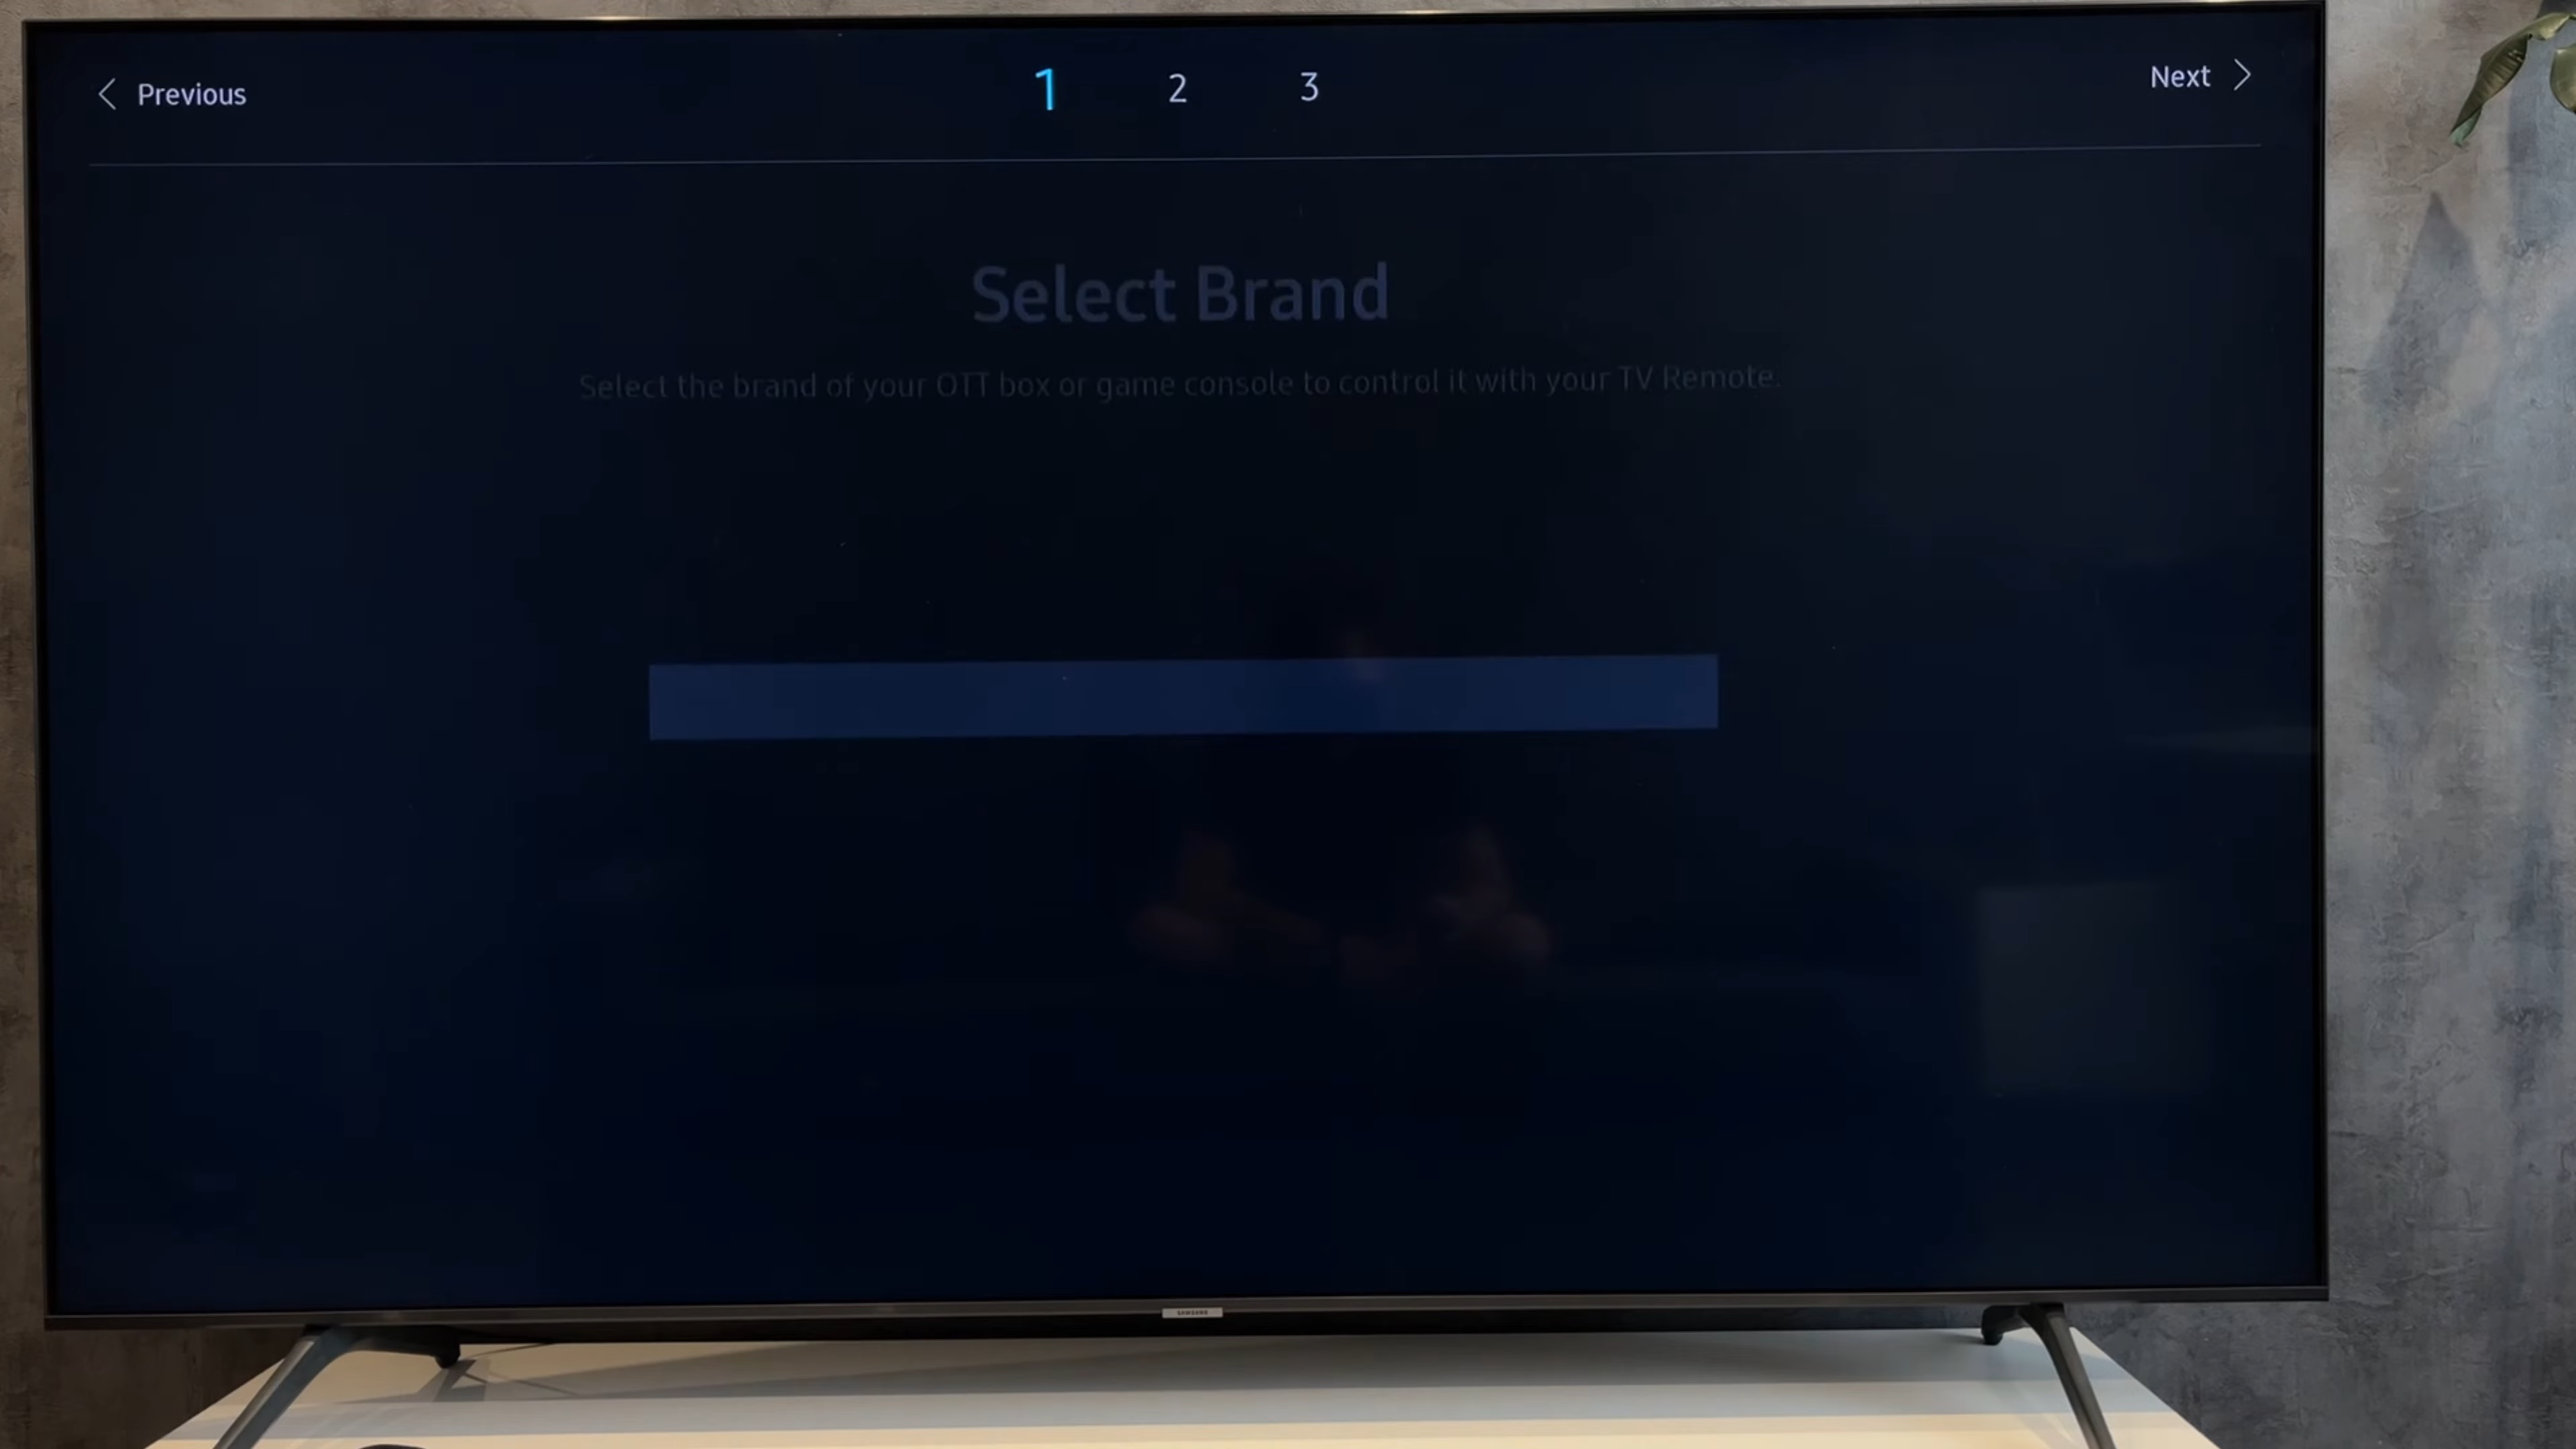 Previous
1 2 3
Next
Select Brand
Select the brand of your OTT box or game console to control it with your TV Remote.
SAMSUNG